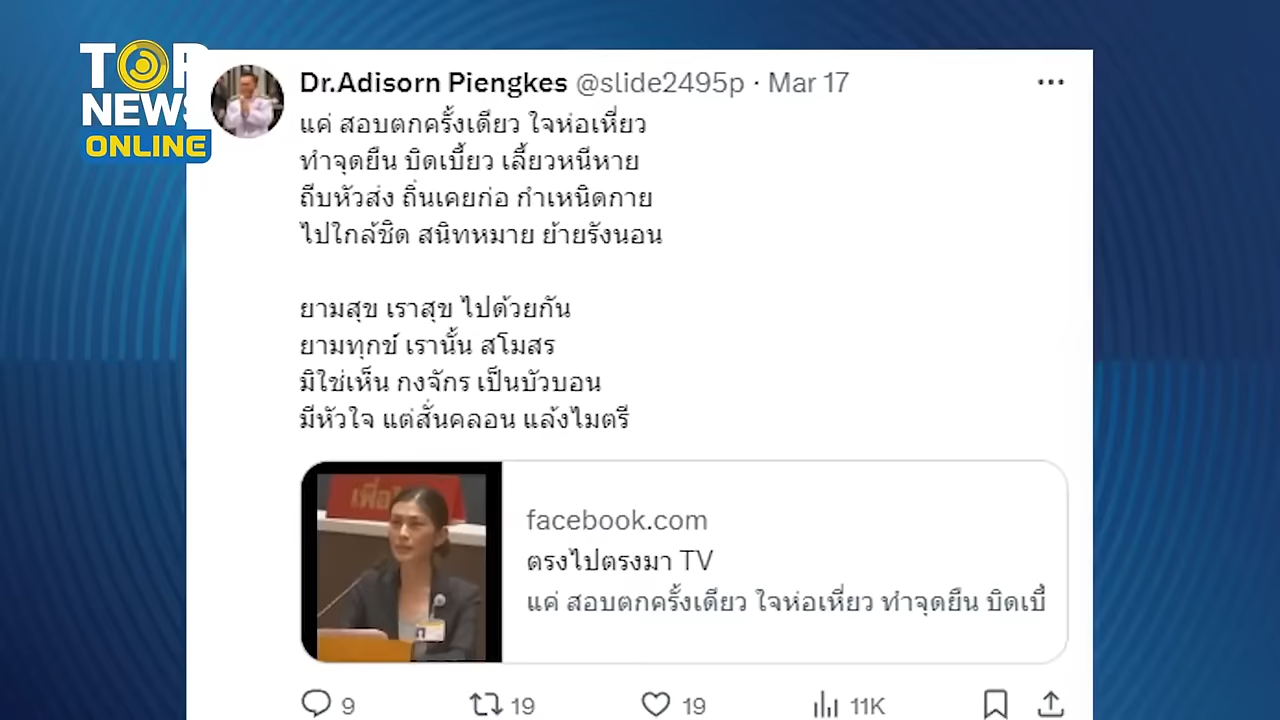 TOP
NEWS
ONLINE
Dr.Adisorn Piengkes @slide2495p · Mar 17
แค่ สอบตกครั้งเดียว ใจห่อเหี่ยว
ทำจุดยืน บิดเบี้ยว เลี้ยวหนีหาย
ถีบหัวส่ง ถิ่นเคยก่อ กำเหนิดกาย
ไปใกล้ชิด สนิทหมาย ย้ายรังนอน
ยามสุข เราสุข ไปด้วยกัน
ยามทุกข์ เรานั้น สโมสร
มิใช่เห็น กงจักร เป็นบัวบอน
มีหัวใจ แต่สั่นคลอน แล้งไมตรี
facebook.com
ตรงไปตรงมา TV
แค่ สอบตกครั้งเดียว ใจห่อเหี่ยว ทำจุดยืน บิดเบี้
9 19 19 11K